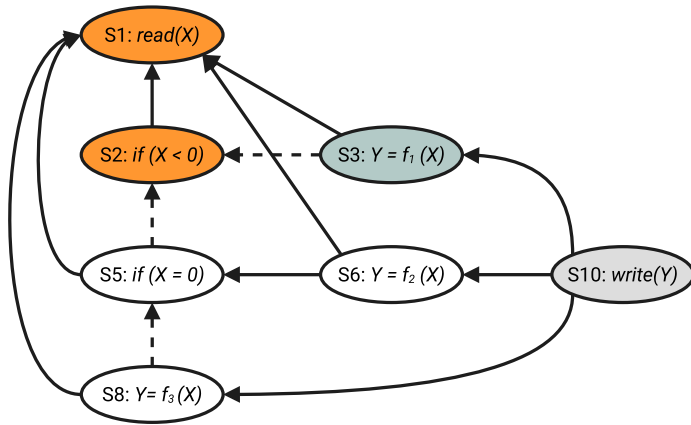 S1: read(X)
S2: if (X < 0)
S3: Y = f₁ (X)
S5: if (X = 0)
S6: Y = f₂ (X)
S10: write(Y)
S8: Y= f₃ (X)